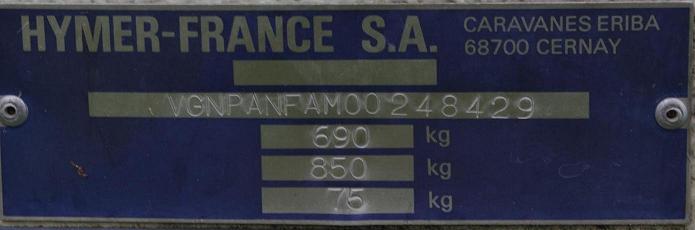 HYMER-FRANCE S.A.
CARAVANES ERIBA
68700 CERNAY
VGNPANFAM00248429
690 kg
850 kg
75 kg